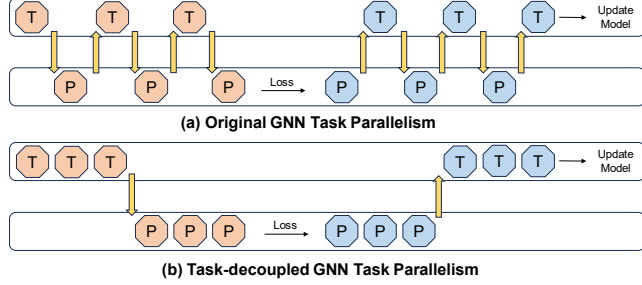 T T T T T T Update
Model
P P P Loss P P P
(a) Original GNN Task Parallelism
T T T T T T Update
Model
P P P Loss P P P
(b) Task-decoupled GNN Task Parallelism